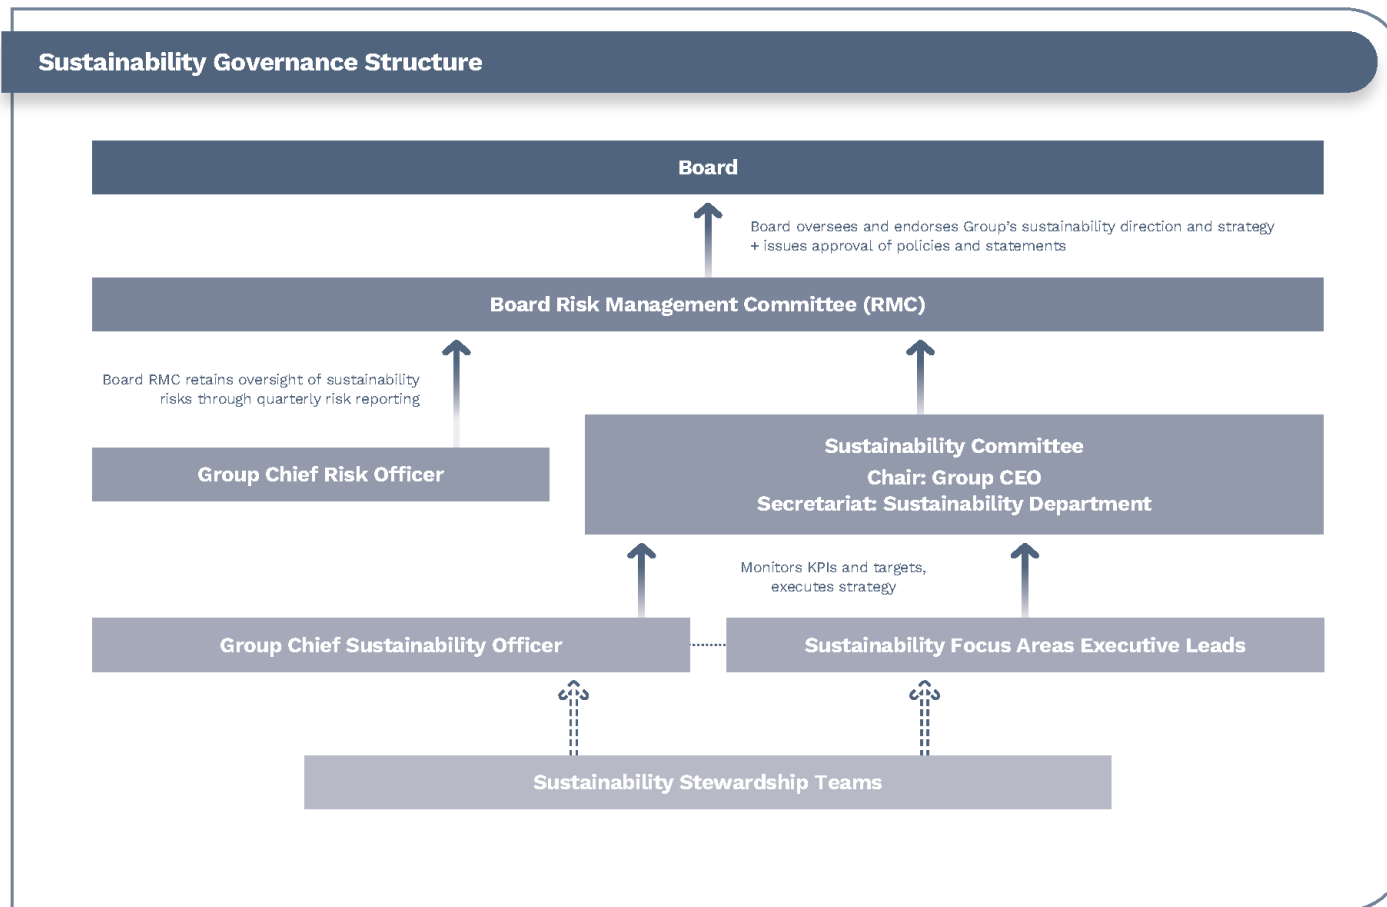 Sustainability Governance Structure
Board
Board oversees and endorses Group's sustainability direction and strategy
+ issues approval of policies and statements
Board Risk Management Committee (RMC)
Board RMC retains oversight of sustainability
risks through quarterly risk reporting
Group Chief Risk Officer
Sustainability Committee
Chair: Group CEO
Secretariat: Sustainability Department
Monitors KPIs and targets,
executes strategy
Group Chief Sustainability Officer
Sustainability Focus Areas Executive Leads
Sustainability Stewardship Teams